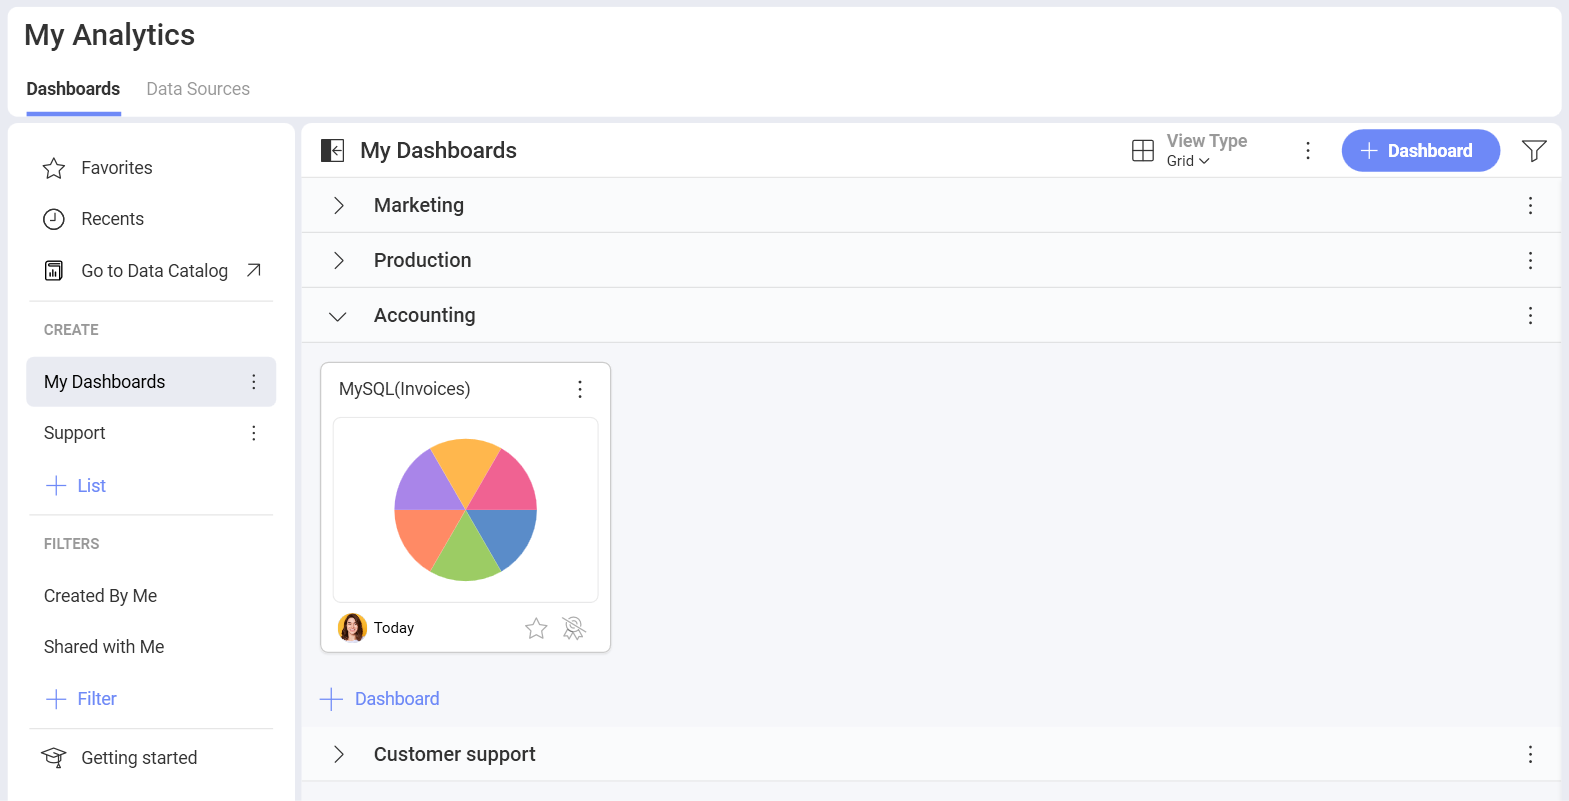 My Analytics
Dashboards
Data Sources
Favorites
Recents
Go to Data Catalog
CREATE
My Dashboards
Support
List
FILTERS
Created By Me
Shared with Me
Filter
Getting started
My Dashboards
View Type
Grid
Dashboard
Marketing
Production
Accounting
MySQL(Invoices)
Today
Dashboard
Customer support